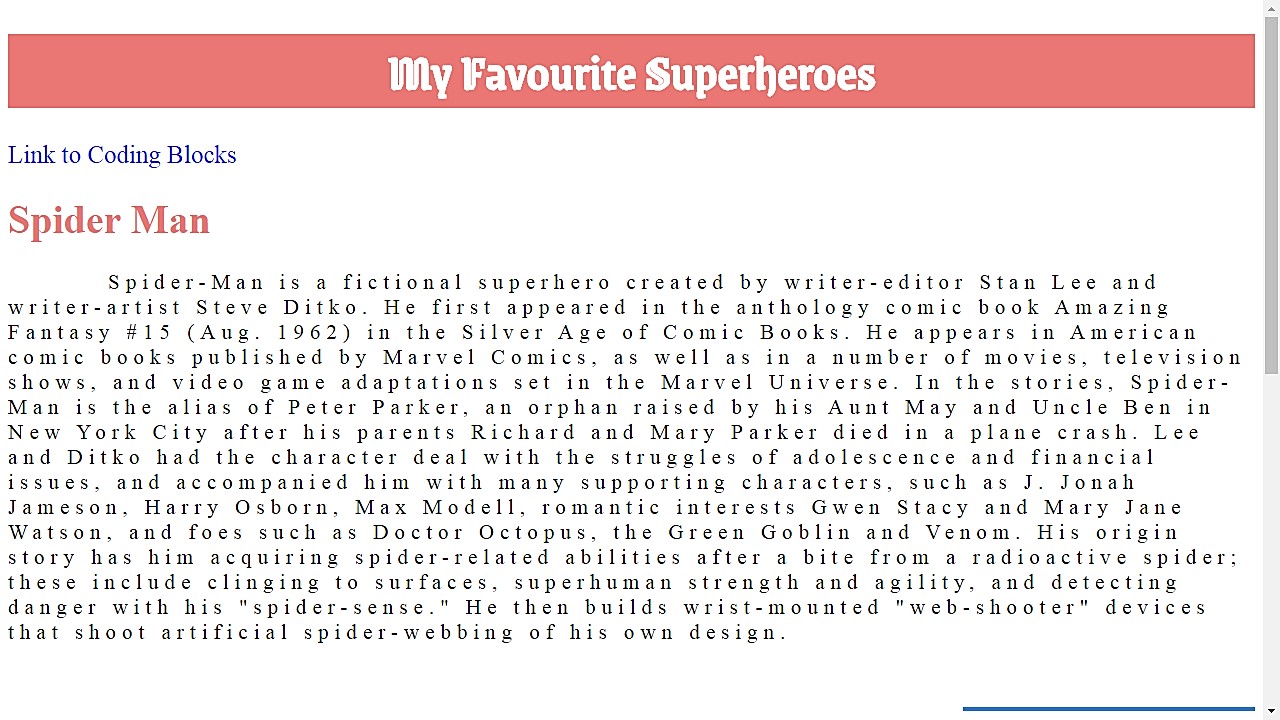 My Favourite Superheroes
Link to Coding Blocks
Spider Man
Spider-Man is a fictional superhero created by writer-editor Stan Lee and
writer-artist Steve Ditko. He first appeared in the anthology comic book Amazing
Fantasy #15 (Aug. 1962) in the Silver Age of Comic Books. He appears in American
comic books published by Marvel Comics, as well as in a number of movies, television
shows, and video game adaptations set in the Marvel Universe. In the stories, Spider-
Man is the alias of Peter Parker, an orphan raised by his Aunt May and Uncle Ben in
New York City after his parents Richard and Mary Parker died in a plane crash. Lee
and Ditko had the character deal with the struggles of adolescence and financial
issues, and accompanied him with many supporting characters, such as J. Jonah
Jameson, Harry Osborn, Max Modell, romantic interests Gwen Stacy and Mary Jane
Watson, and foes such as Doctor Octopus, the Green Goblin and Venom. His origin
story has him acquiring spider-related abilities after a bite from a radioactive spider;
these include clinging to surfaces, superhuman strength and agility, and detecting
danger with his "spider-sense." He then builds wrist-mounted "web-shooter" devices
that shoot artificial spider-webbing of his own design.